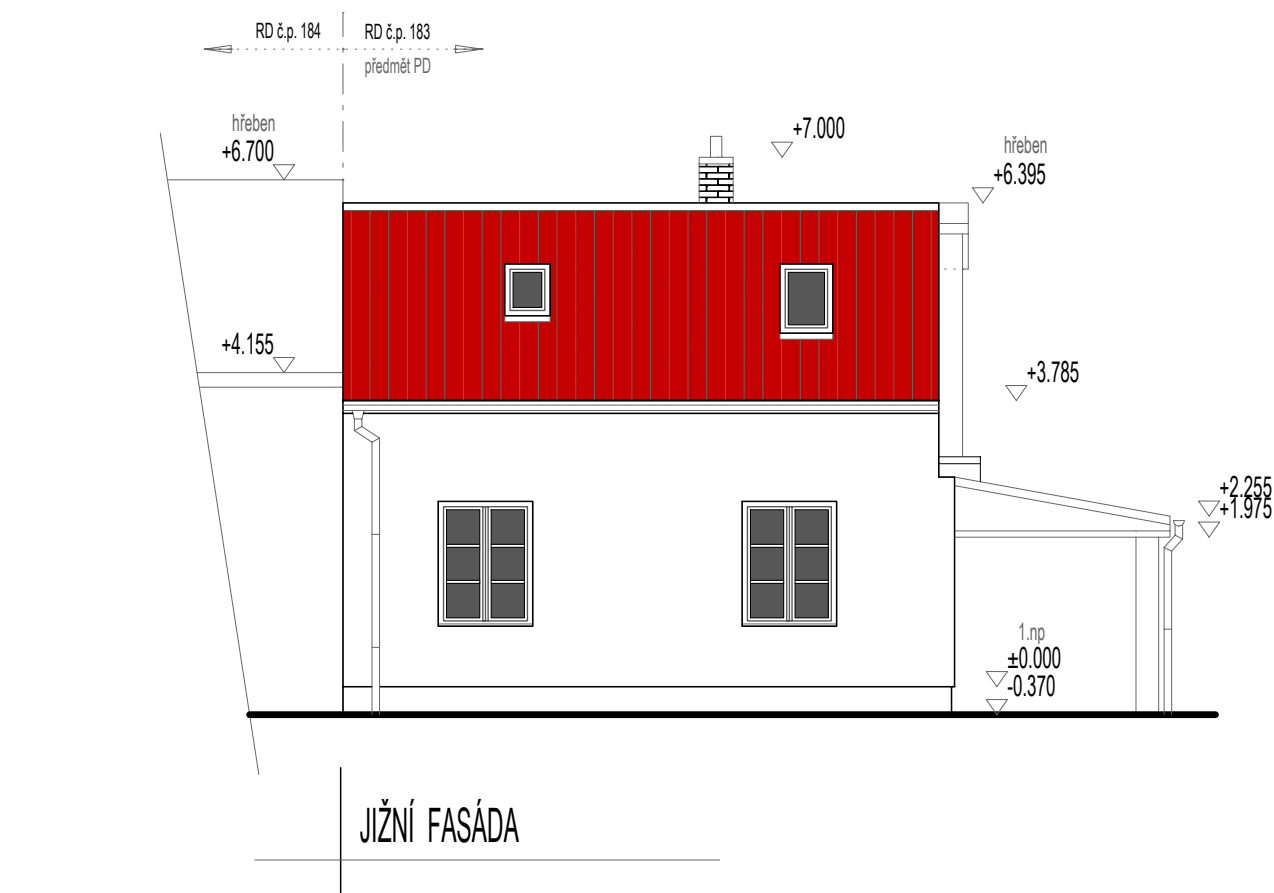 RD č.p. 184
RD č.p. 183
předmět PD
hřeben
+6.700
+7.000
hřeben
+6.395
+4.155
+3.785
+2.255
+1.975
1.np
±0.000
-0.370
JIŽNÍ FASÁDA